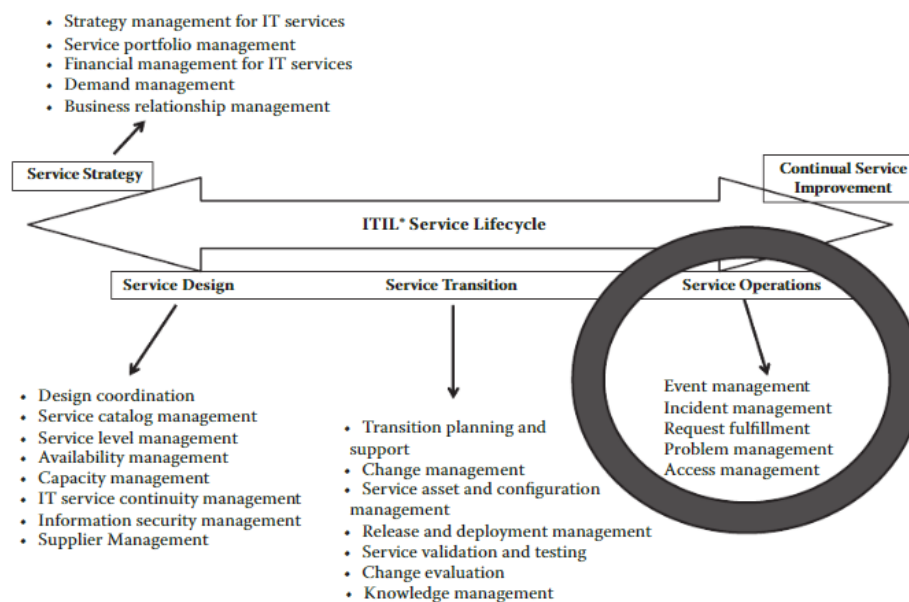 • Strategy management for IT services
• Service portfolio management
• Financial management for IT services
• Demand management
• Business relationship management
Service Strategy
Continual Service
Improvement
ITIL* Service Lifecycle
Service Design
Service Transition
Service Operations
• Design coordination
• Service catalog management
• Service level management
• Availability management
• Capacity management
• IT service continuity management
• Information security management
• Supplier Management
• Transition planning and
support
• Change management
• Service asset and configuration
management
• Release and deployment management
• Service validation and testing
• Change evaluation
• Knowledge management
Event management
Incident management
Request fulfillment
Problem management
Access management